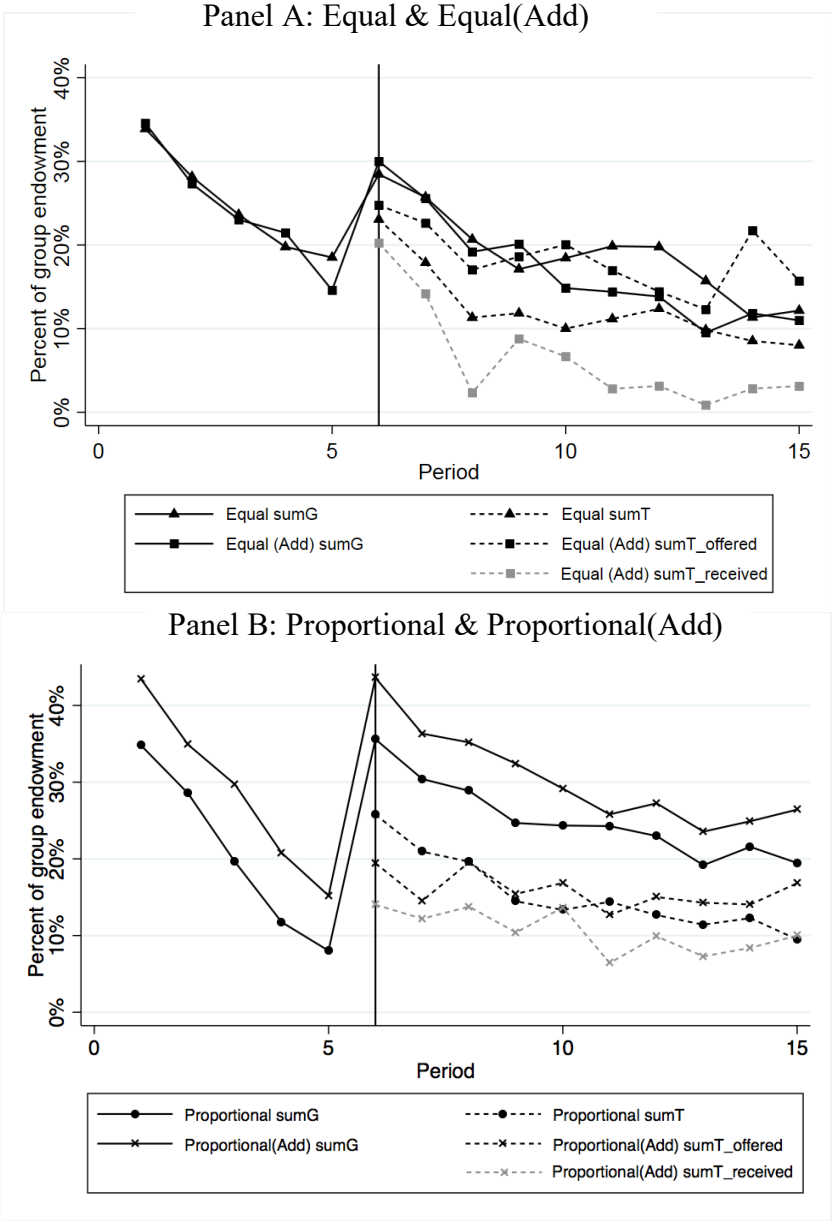 Panel A: Equal & Equal(Add)
Percent of group endowment
40%
30%
20%
10%
0%
0 5 10 15
Period
Equal sumG Equal sumT
Equal (Add) sumG Equal (Add) sumT_offered
Equal (Add) sumT_received
Panel B: Proportional & Proportional(Add)
Percent of group endowment
40%
30%
20%
10%
0%
0 5 10 15
Period
Proportional sumG Proportional sumT
Proportional(Add) sumG Proportional(Add) sumT_offered
Proportional(Add) sumT_received